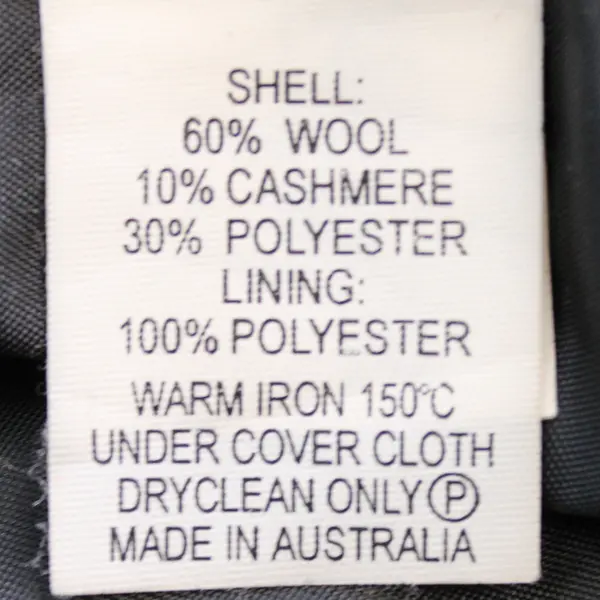 SHELL:
60% WOOL
10% CASHMERE
30% POLYESTER
LINING:
100% POLYESTER
WARM IRON 150°C
UNDER COVER CLOTH
DRYCLEAN ONLY Ⓟ
MADE IN AUSTRALIA